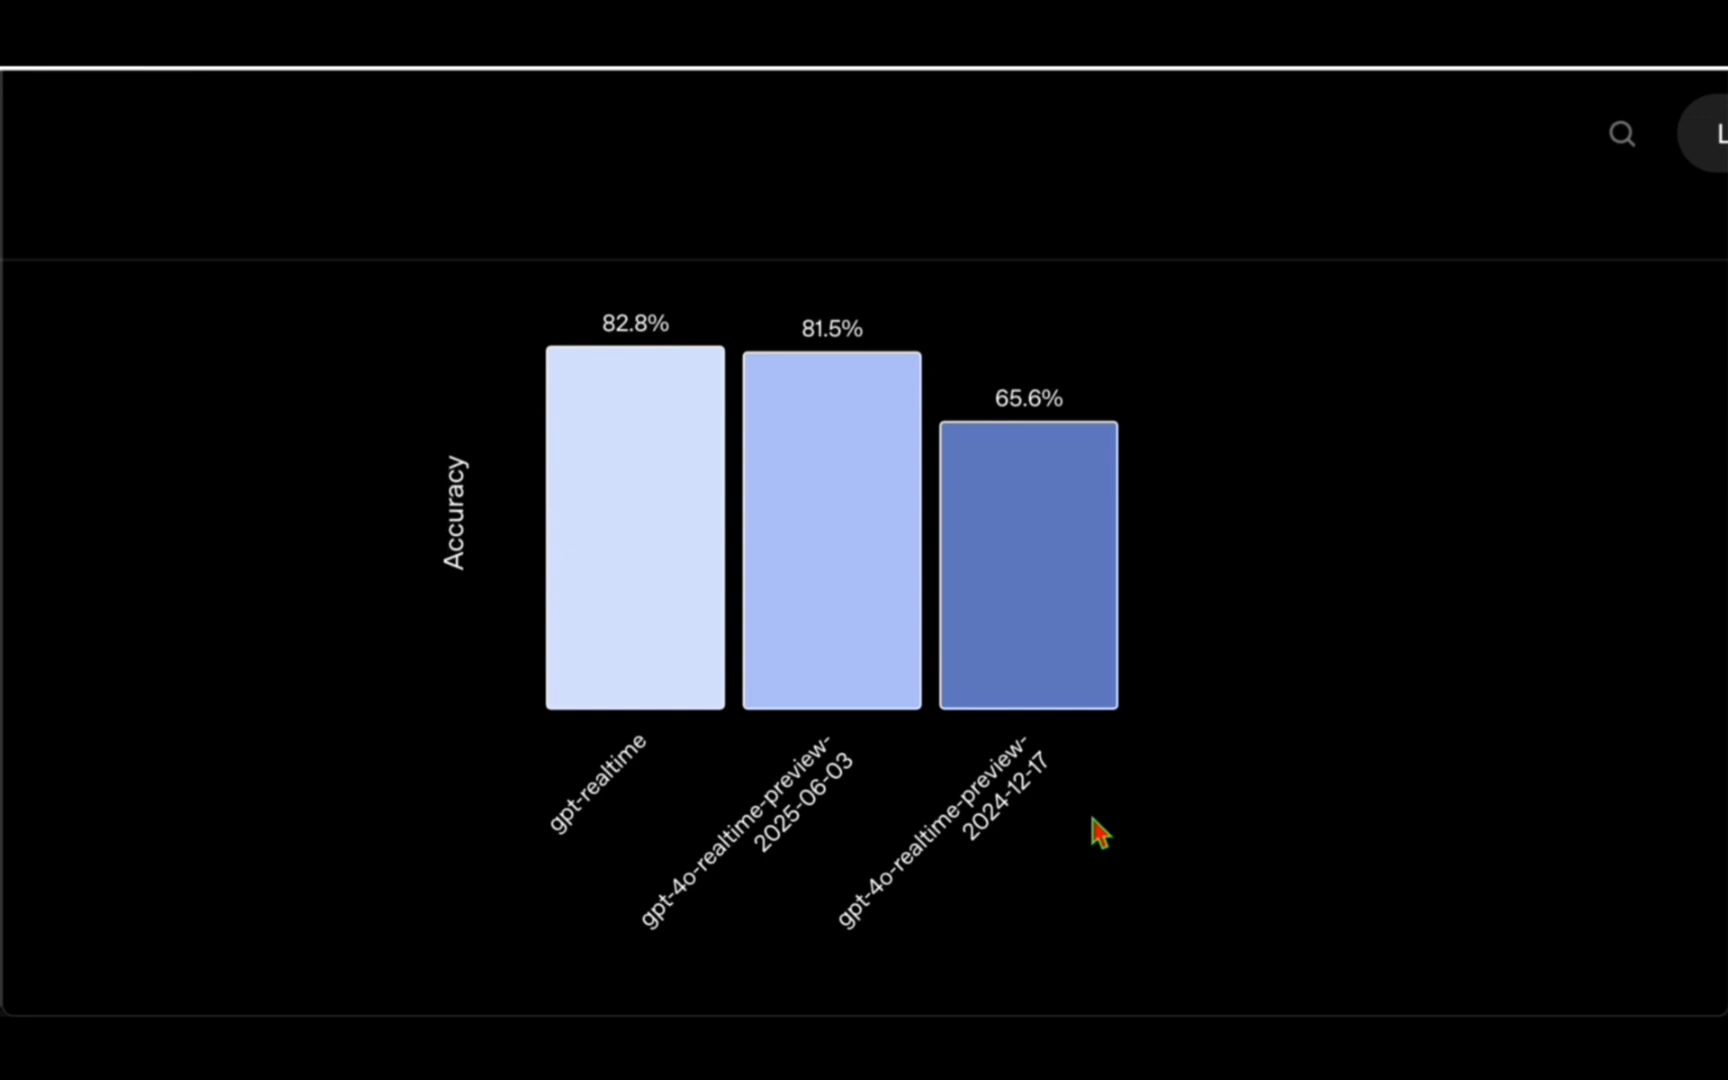 L
82.8%
81.5%
65.6%
Accuracy
gpt-realtime
gpt-4o-realtime-preview-
2025-06-03
gpt-4o-realtime-preview-
2024-12-17